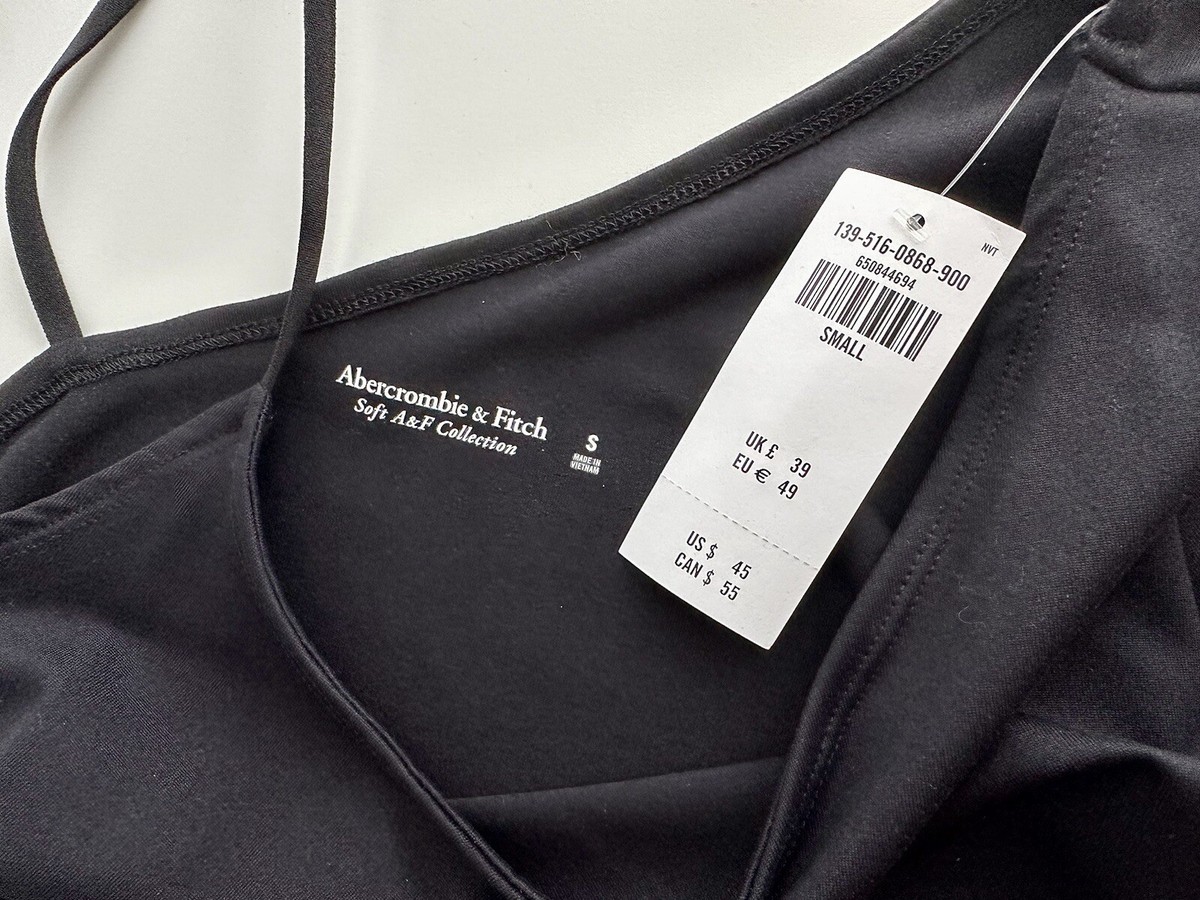 Abercrombie & Fitch
Soft A&F Collection
S
MADE IN
VIETNAM
NVT
139-516-0868-900
650844694
SMALL
UK £ 39
EU € 49
US $ 45
CAN $ 55